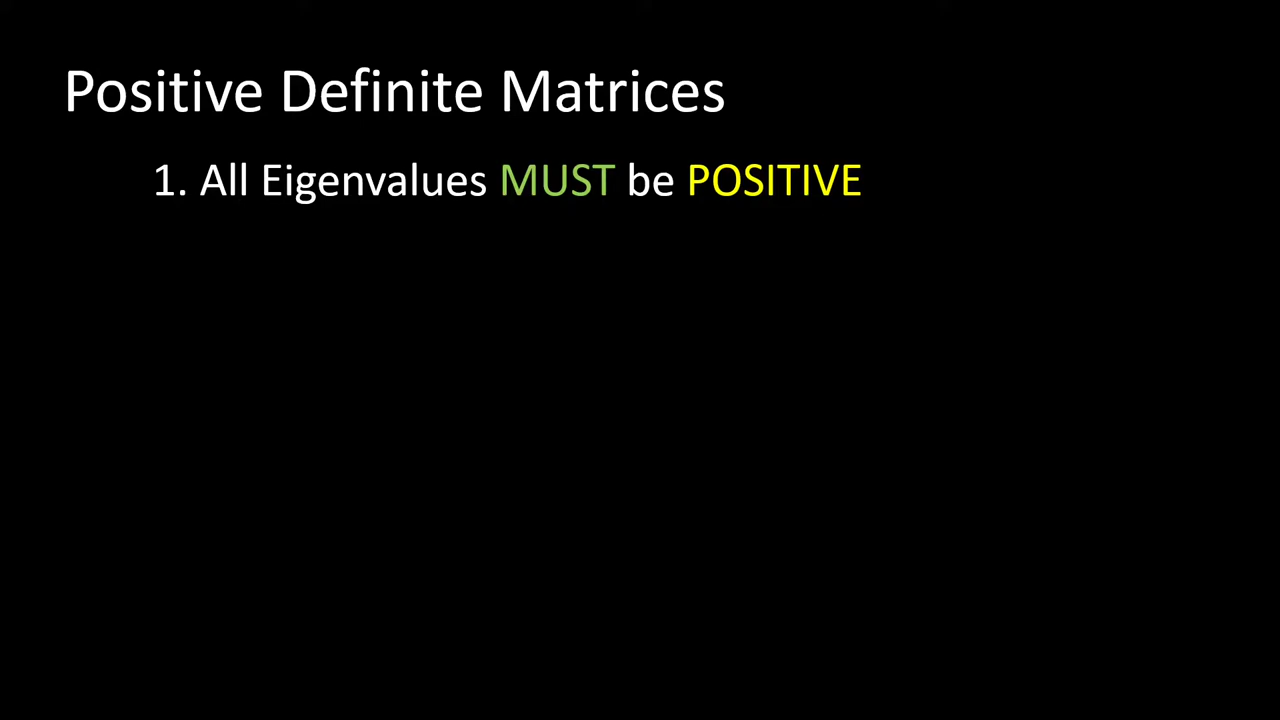 Positive Definite Matrices
1. All Eigenvalues MUST be POSITIVE